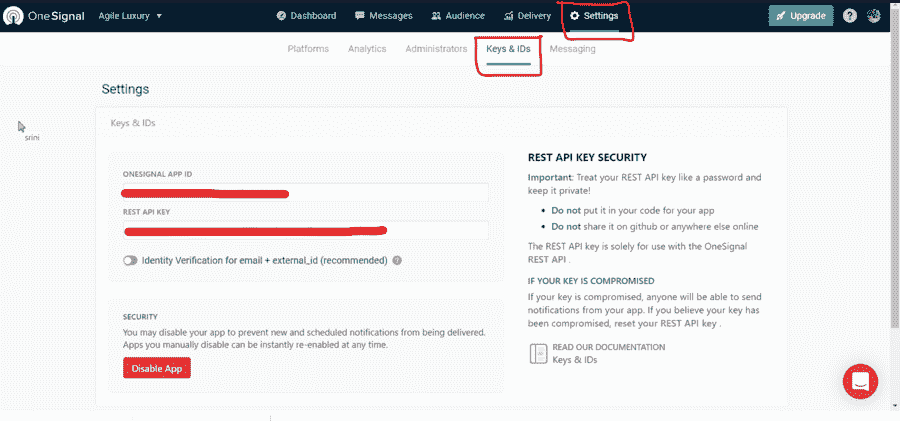 OneSignal Agile Luxury Dashboard Messages Audience Delivery Settings Upgrade ?
Platforms Analytics Administrators Keys & IDs Messaging
Settings
srini
Keys & IDs
ONESIGNAL APP ID
REST API KEY
Identity Verification for email + external_id (recommended) ?
SECURITY
You may disable your app to prevent new and scheduled notifications from being delivered.
Apps you manually disable can be instantly re-enabled at any time.
Disable App
REST API KEY SECURITY
Important: Treat your REST API key like a password and
keep it private!
• Do not put it in your code for your app
• Do not share it on github or anywhere else online
The REST API key is solely for use with the OneSignal
REST API .
IF YOUR KEY IS COMPROMISED
If your key is compromised, anyone will be able to send
notifications from your app. If you believe your key has
been compromised, reset your REST API key .
READ OUR DOCUMENTATION
Keys & IDs